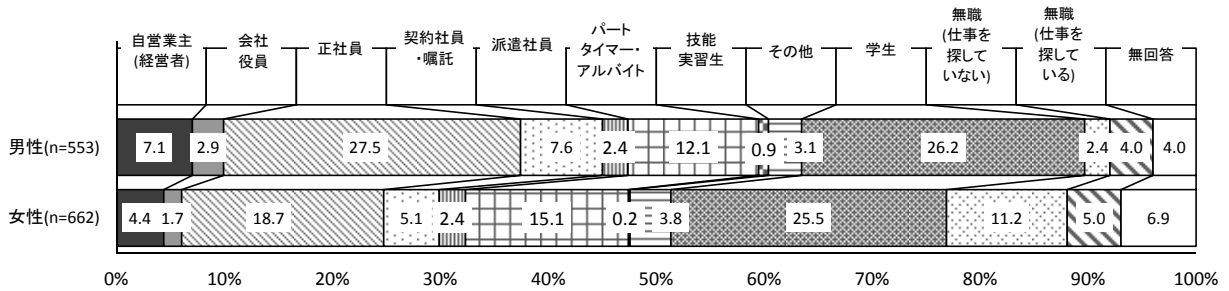 自営業主
(経営者)
会社
役員
正社員
契約社員
・嘱託
派遣社員
パート
タイマー・
アルバイト
技能
実習生
その他
学生
無職
(仕事を
探して
いない)
無職
(仕事を
探して
いる)
無回答
男性(n=553)
7.1 2.9 27.5 7.6 2.4 12.1 0.9 3.1 26.2 2.4 4.0 4.0
女性(n=662)
4.4 1.7 18.7 5.1 2.4 15.1 0.2 3.8 25.5 11.2 5.0 6.9
0% 10% 20% 30% 40% 50% 60% 70% 80% 90% 100%